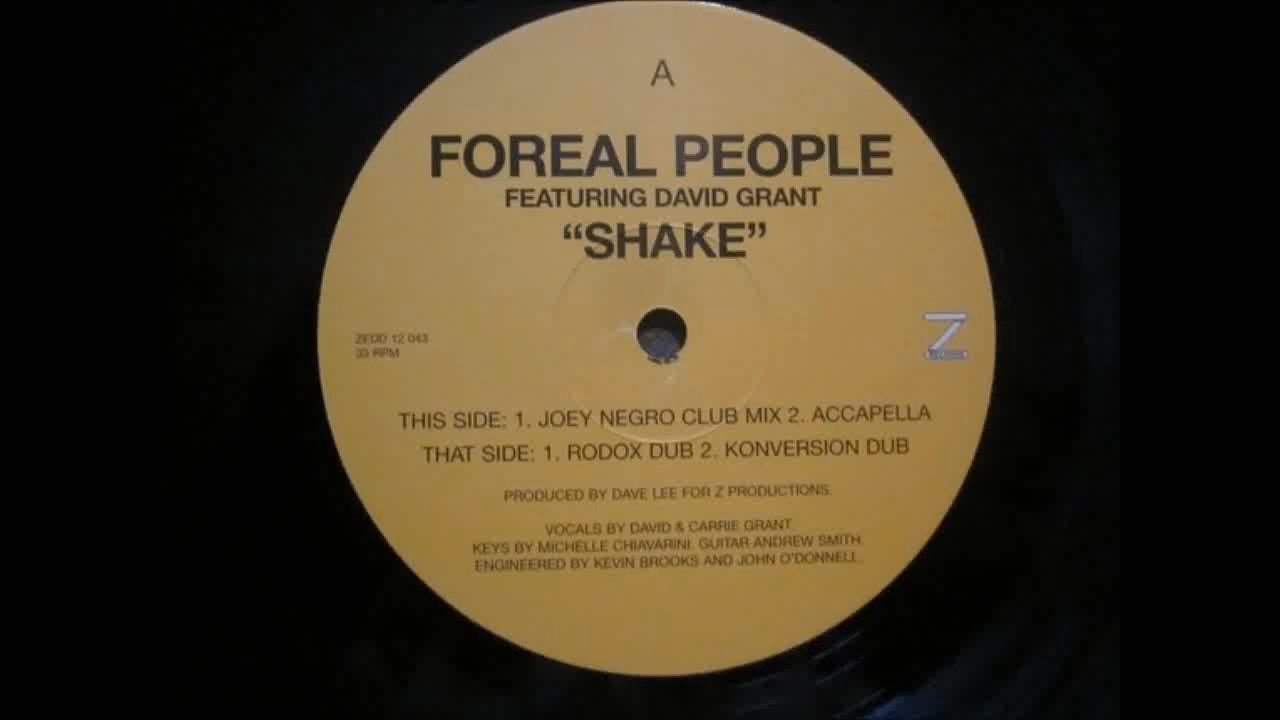 A
FOREAL PEOPLE
FEATURING DAVID GRANT
“SHAKE”
ZEDD 12 043
33 RPM
Z
THIS SIDE: 1. JOEY NEGRO CLUB MIX 2. ACCAPELLA
THAT SIDE: 1. RODOX DUB 2. KONVERSION DUB
PRODUCED BY DAVE LEE FOR Z PRODUCTIONS.
VOCALS BY DAVID & CARRIE GRANT
KEYS BY MICHELLE CHIAVARINI. GUITAR ANDREW SMITH.
ENGINEERED BY KEVIN BROOKS AND JOHN O'DONNELL.